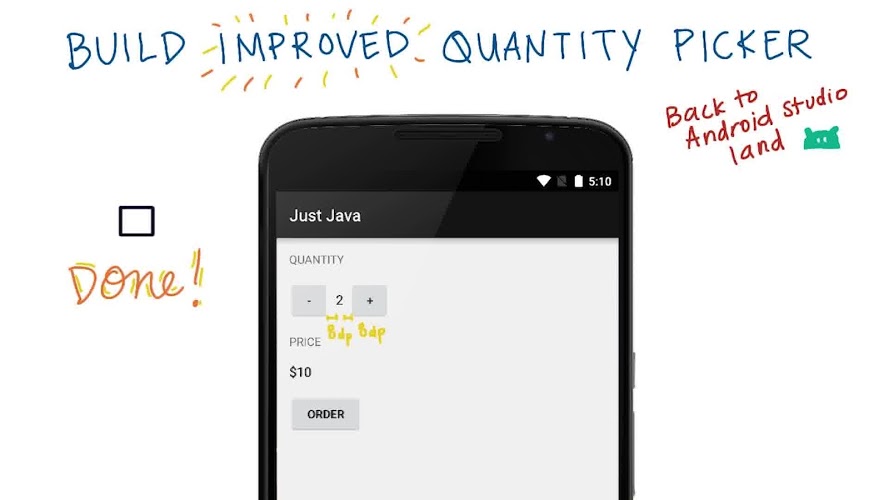 BUILD IMPROVED QUANTITY PICKER
Back to
Android Studio
land
5:10
Just Java
QUANTITY
- 2 +
8dp 8dp
PRICE
$10
ORDER
Done!